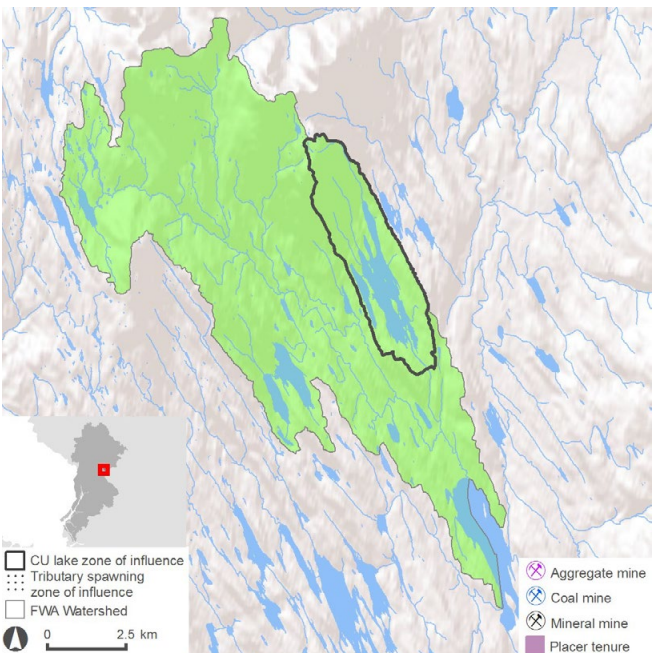 CU lake zone of influence
Tributary spawning
zone of influence
FWA Watershed
0 2.5 km
Aggregate mine
Coal mine
Mineral mine
Placer tenure